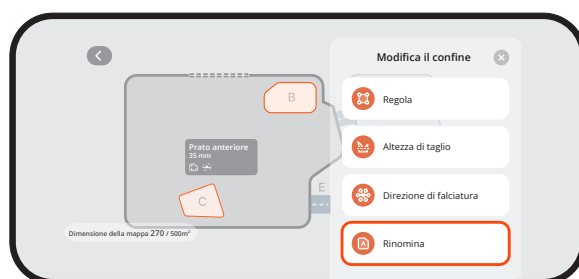 Modifica il confine
B
Regola
Prato anteriore
35 mm
Altezza di taglio
E
Direzione di falciatura
C
Dimensione della mappa 270 / 500m²
A
Rinomina